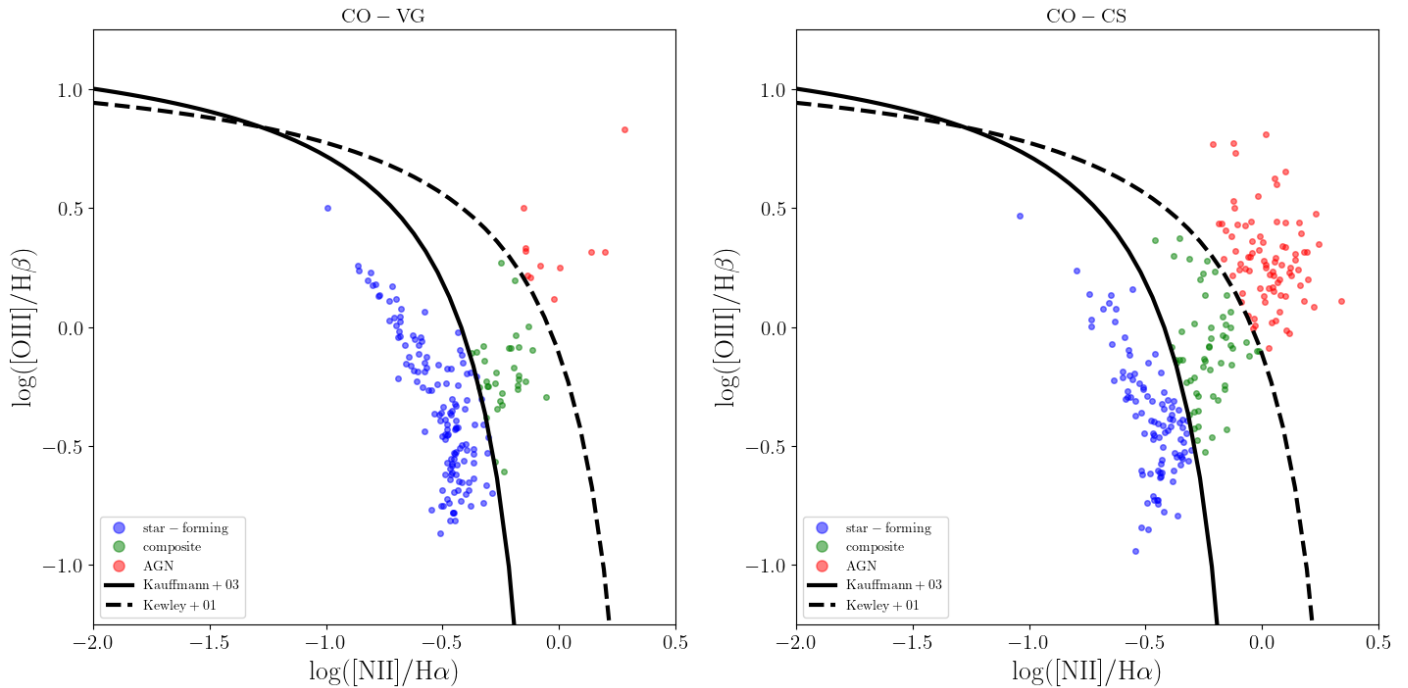 CO − VG
1.0
0.5
0.0
−0.5
−1.0
log([OIII]/Hβ)
star − forming
composite
AGN
Kauffmann + 03
Kewley + 01
−2.0 −1.5 −1.0 −0.5 0.0 0.5
log([NII]/Hα)
CO − CS
1.0
0.5
0.0
−0.5
−1.0
log([OIII]/Hβ)
star − forming
composite
AGN
Kauffmann + 03
Kewley + 01
−2.0 −1.5 −1.0 −0.5 0.0 0.5
log([NII]/Hα)